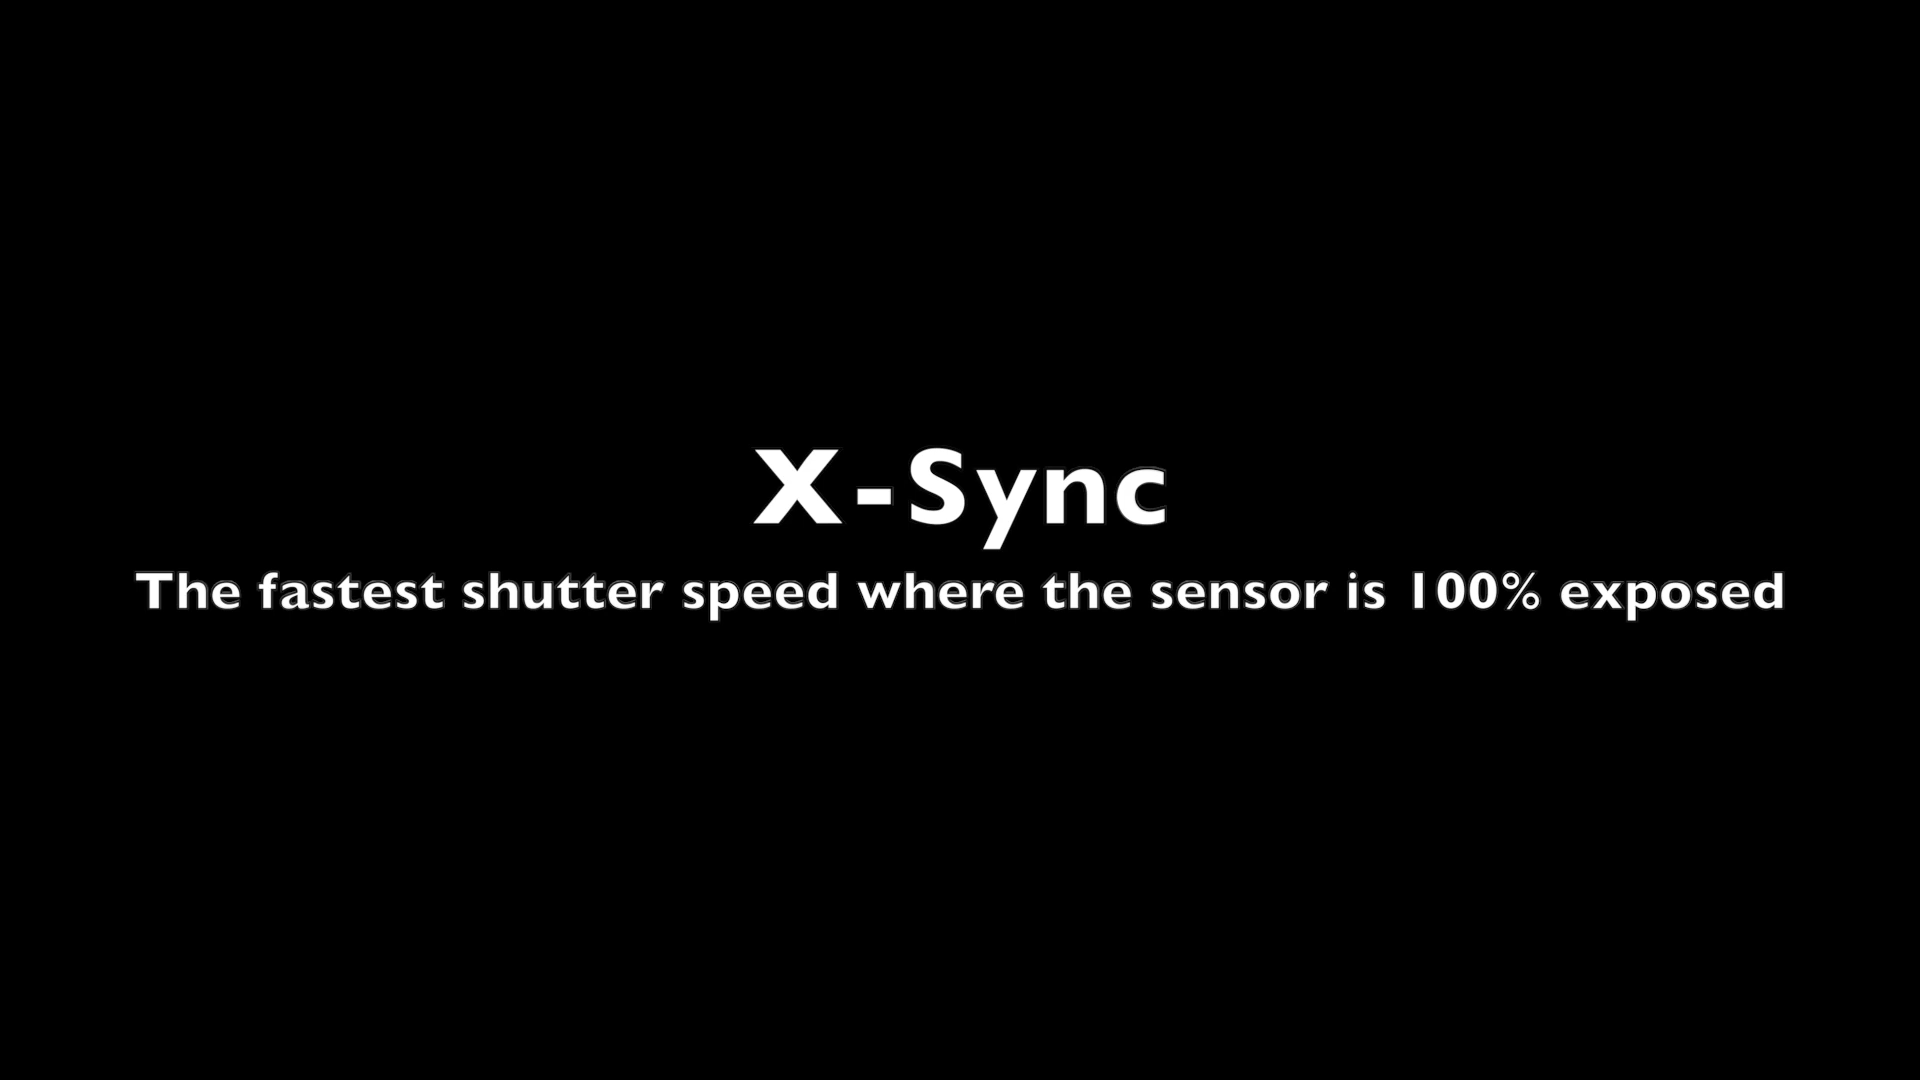 X-Sync
The fastest shutter speed where the sensor is 100% exposed